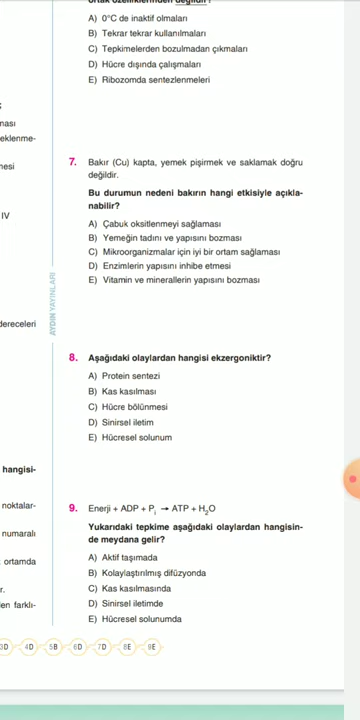 ortak özelliklerinden değildir?
A) 0°C de inaktif olmaları
B) Tekrar tekrar kullanılmaları
C) Tepkimelerden bozulmadan çıkmaları
D) Hücre dışında çalışmaları
E) Ribozomda sentezlenmeleri
ması
eklenme-
mesi
IV
dereceleri
hangisi-
noktalar-
numaralı
ortamda
r.
en farklı-
AYDIN YAYINLARI
7. Bakır (Cu) kapta, yemek pişirmek ve saklamak doğru
değildir.
Bu durumun nedeni bakırın hangi etkisiyle açıkla-
nabilir?
A) Çabuk oksitlenmeyi sağlaması
B) Yemeğin tadını ve yapısını bozması
C) Mikroorganizmalar için iyi bir ortam sağlaması
D) Enzimlerin yapısını inhibe etmesi
E) Vitamin ve minerallerin yapısını bozması
8. Aşağıdaki olaylardan hangisi ekzergoniktir?
A) Protein sentezi
B) Kas kasılması
C) Hücre bölünmesi
D) Sinirsel iletim
E) Hücresel solunum
9. Enerji + ADP + Pi → ATP + H₂O
Yukarıdaki tepkime aşağıdaki olaylardan hangisin-
de meydana gelir?
A) Aktif taşımada
B) Kolaylaştırılmış difüzyonda
C) Kas kasılmasında
D) Sinirsel iletimde
E) Hücresel solunumda
3D 4D 5B 6D 7D 8E 9E